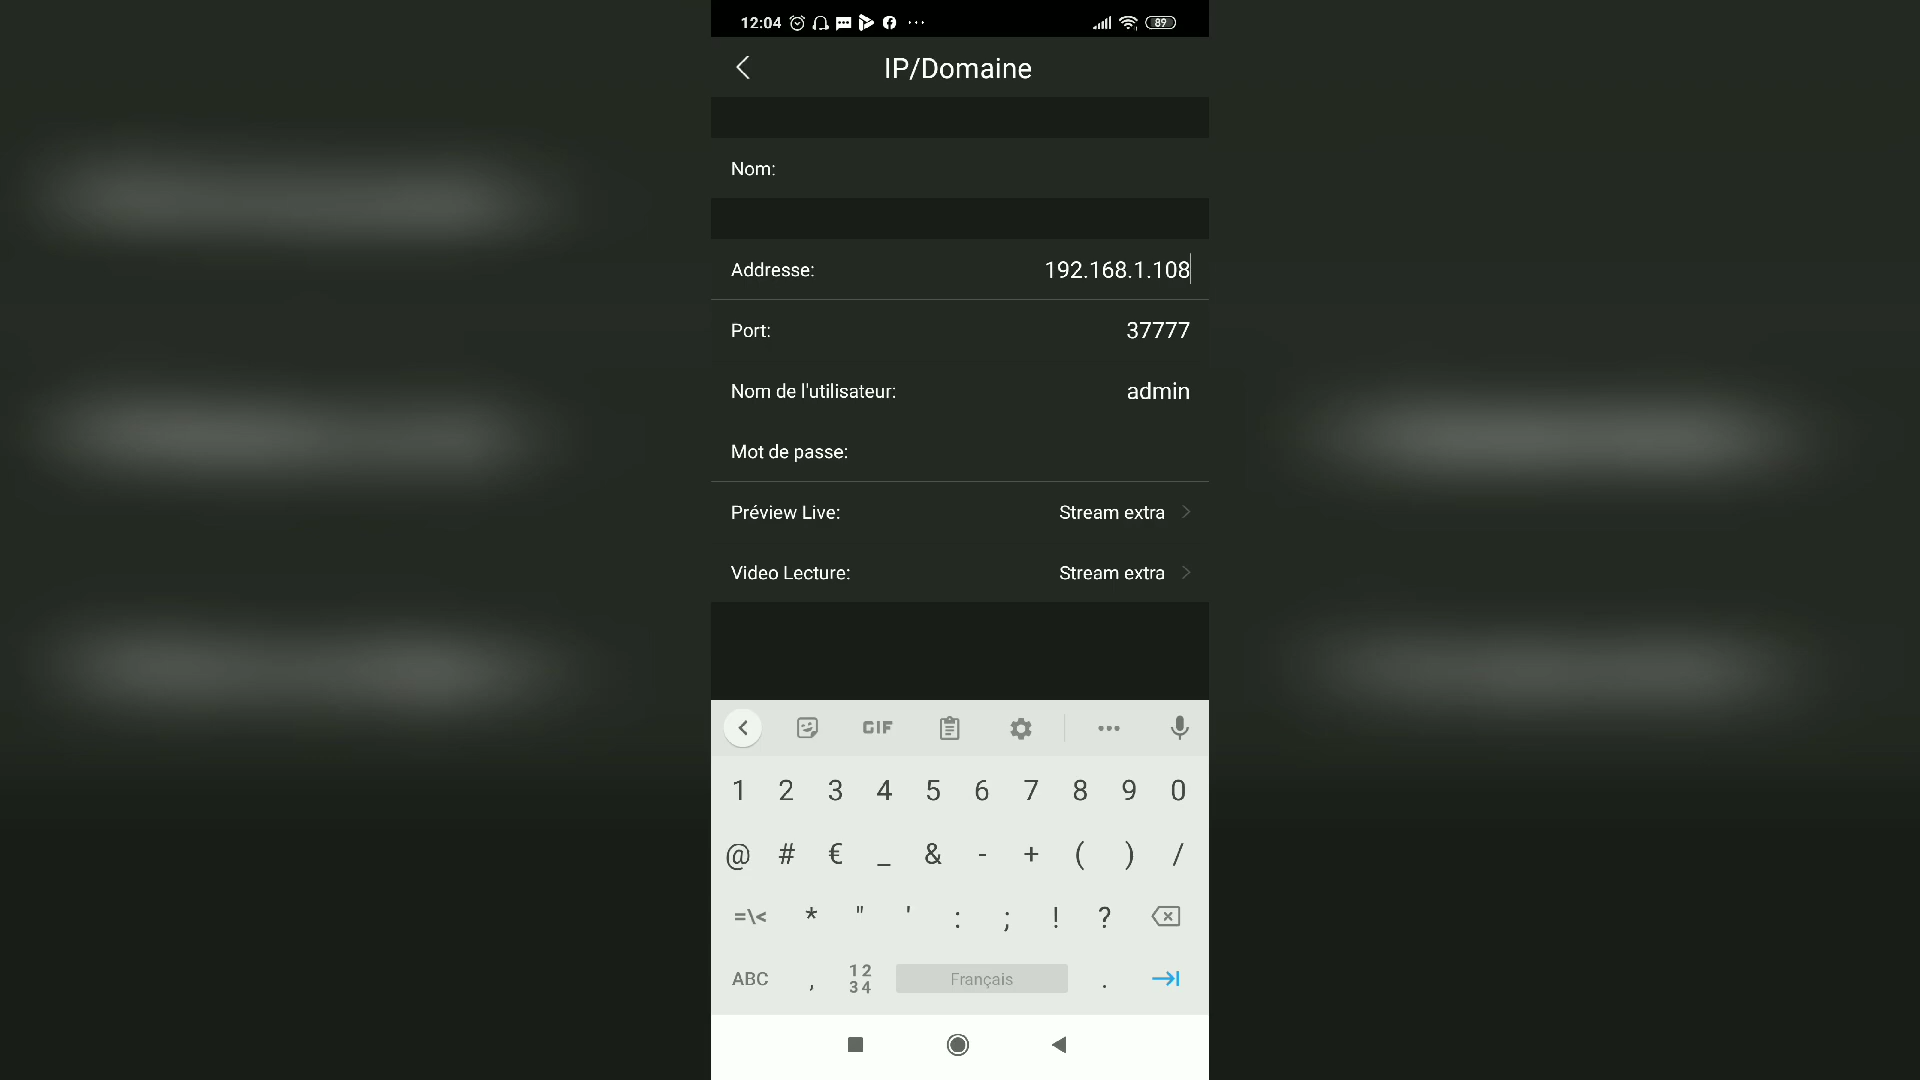 12:04 ... 89
IP/Domaine
Nom:
Addresse: 192.168.1.108
Port: 37777
Nom de l'utilisateur: admin
Mot de passe:
Préview Live: Stream extra
Video Lecture: Stream extra
GIF
1 2 3 4 5 6 7 8 9 0
@ # € _ & - + ( ) /
=\< * " ' : ; ! ?
ABC , 12 34 Français .